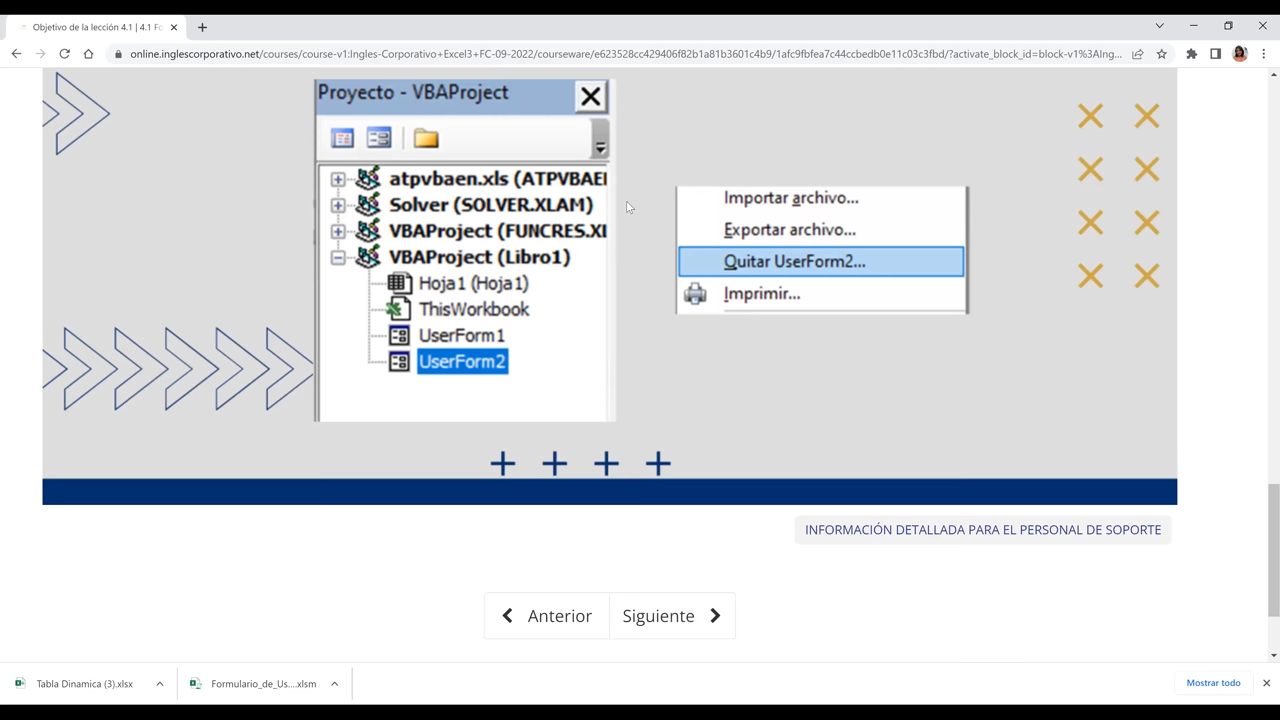 Objetivo de la lección 4.1 | 4.1 Fo
online.inglescorporativo.net/courses/course-v1:Ingles-Corporativo+Excel3+FC-09-2022/courseware/e623528cc429406f82b1a81b3601c4b9/1afc9fbfea7c44ccbedb0e11c03c3fbd/?activate_block_id=block-v1%3AIng...
Proyecto - VBAProject
atpvbaen.xls (ATPVBAEI
Solver (SOLVER.XLAM)
VBAProject (FUNCRES.XI
VBAProject (Libro1)
Hoja1 (Hoja1)
ThisWorkbook
UserForm1
UserForm2
Importar archivo...
Exportar archivo...
Quitar UserForm2...
Imprimir...
INFORMACIÓN DETALLADA PARA EL PERSONAL DE SOPORTE
Anterior
Siguiente
Tabla Dinamica (3).xlsx
Formulario_de_Us....xlsm
Mostrar todo